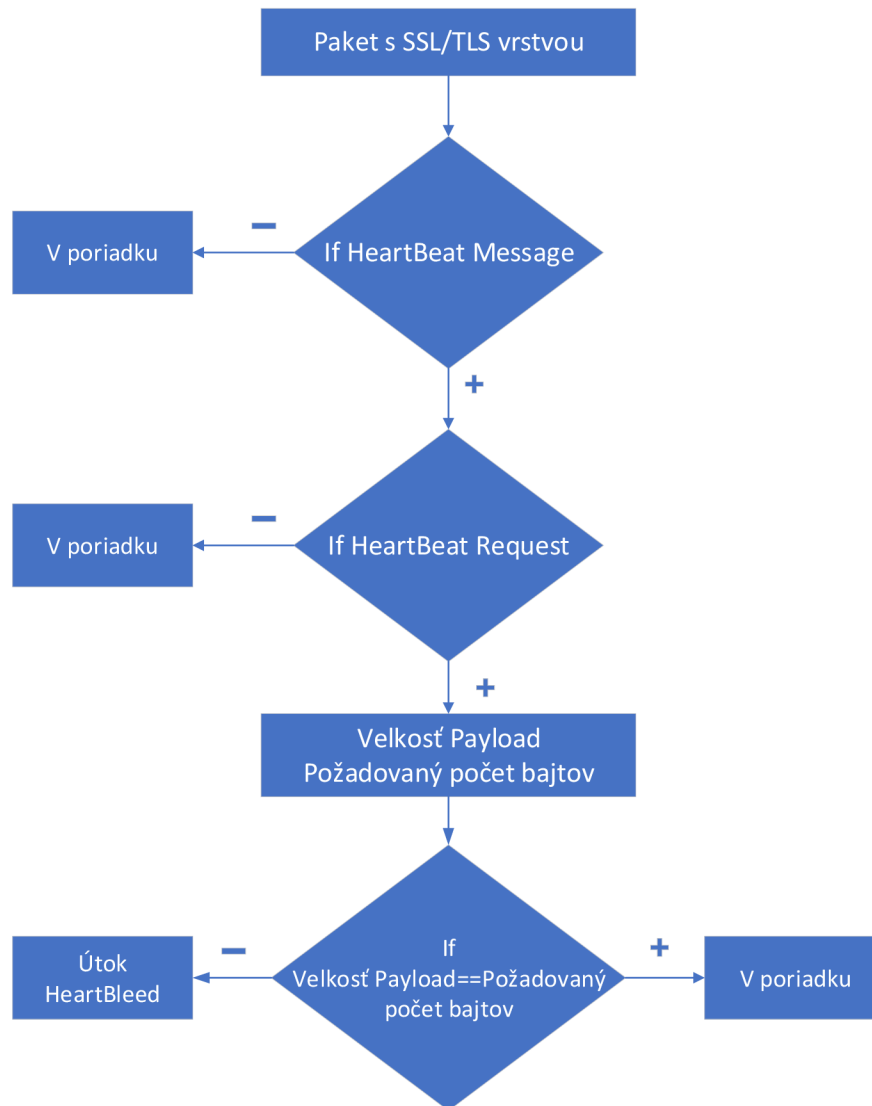 Paket s SSL/TLS vrstvou
If HeartBeat Message
−
V poriadku
+
If HeartBeat Request
−
V poriadku
+
Velkosť Payload
Požadovaný počet bajtov
If
Velkosť Payload==Požadovaný
počet bajtov
−
Útok
HeartBleed
+
V poriadku